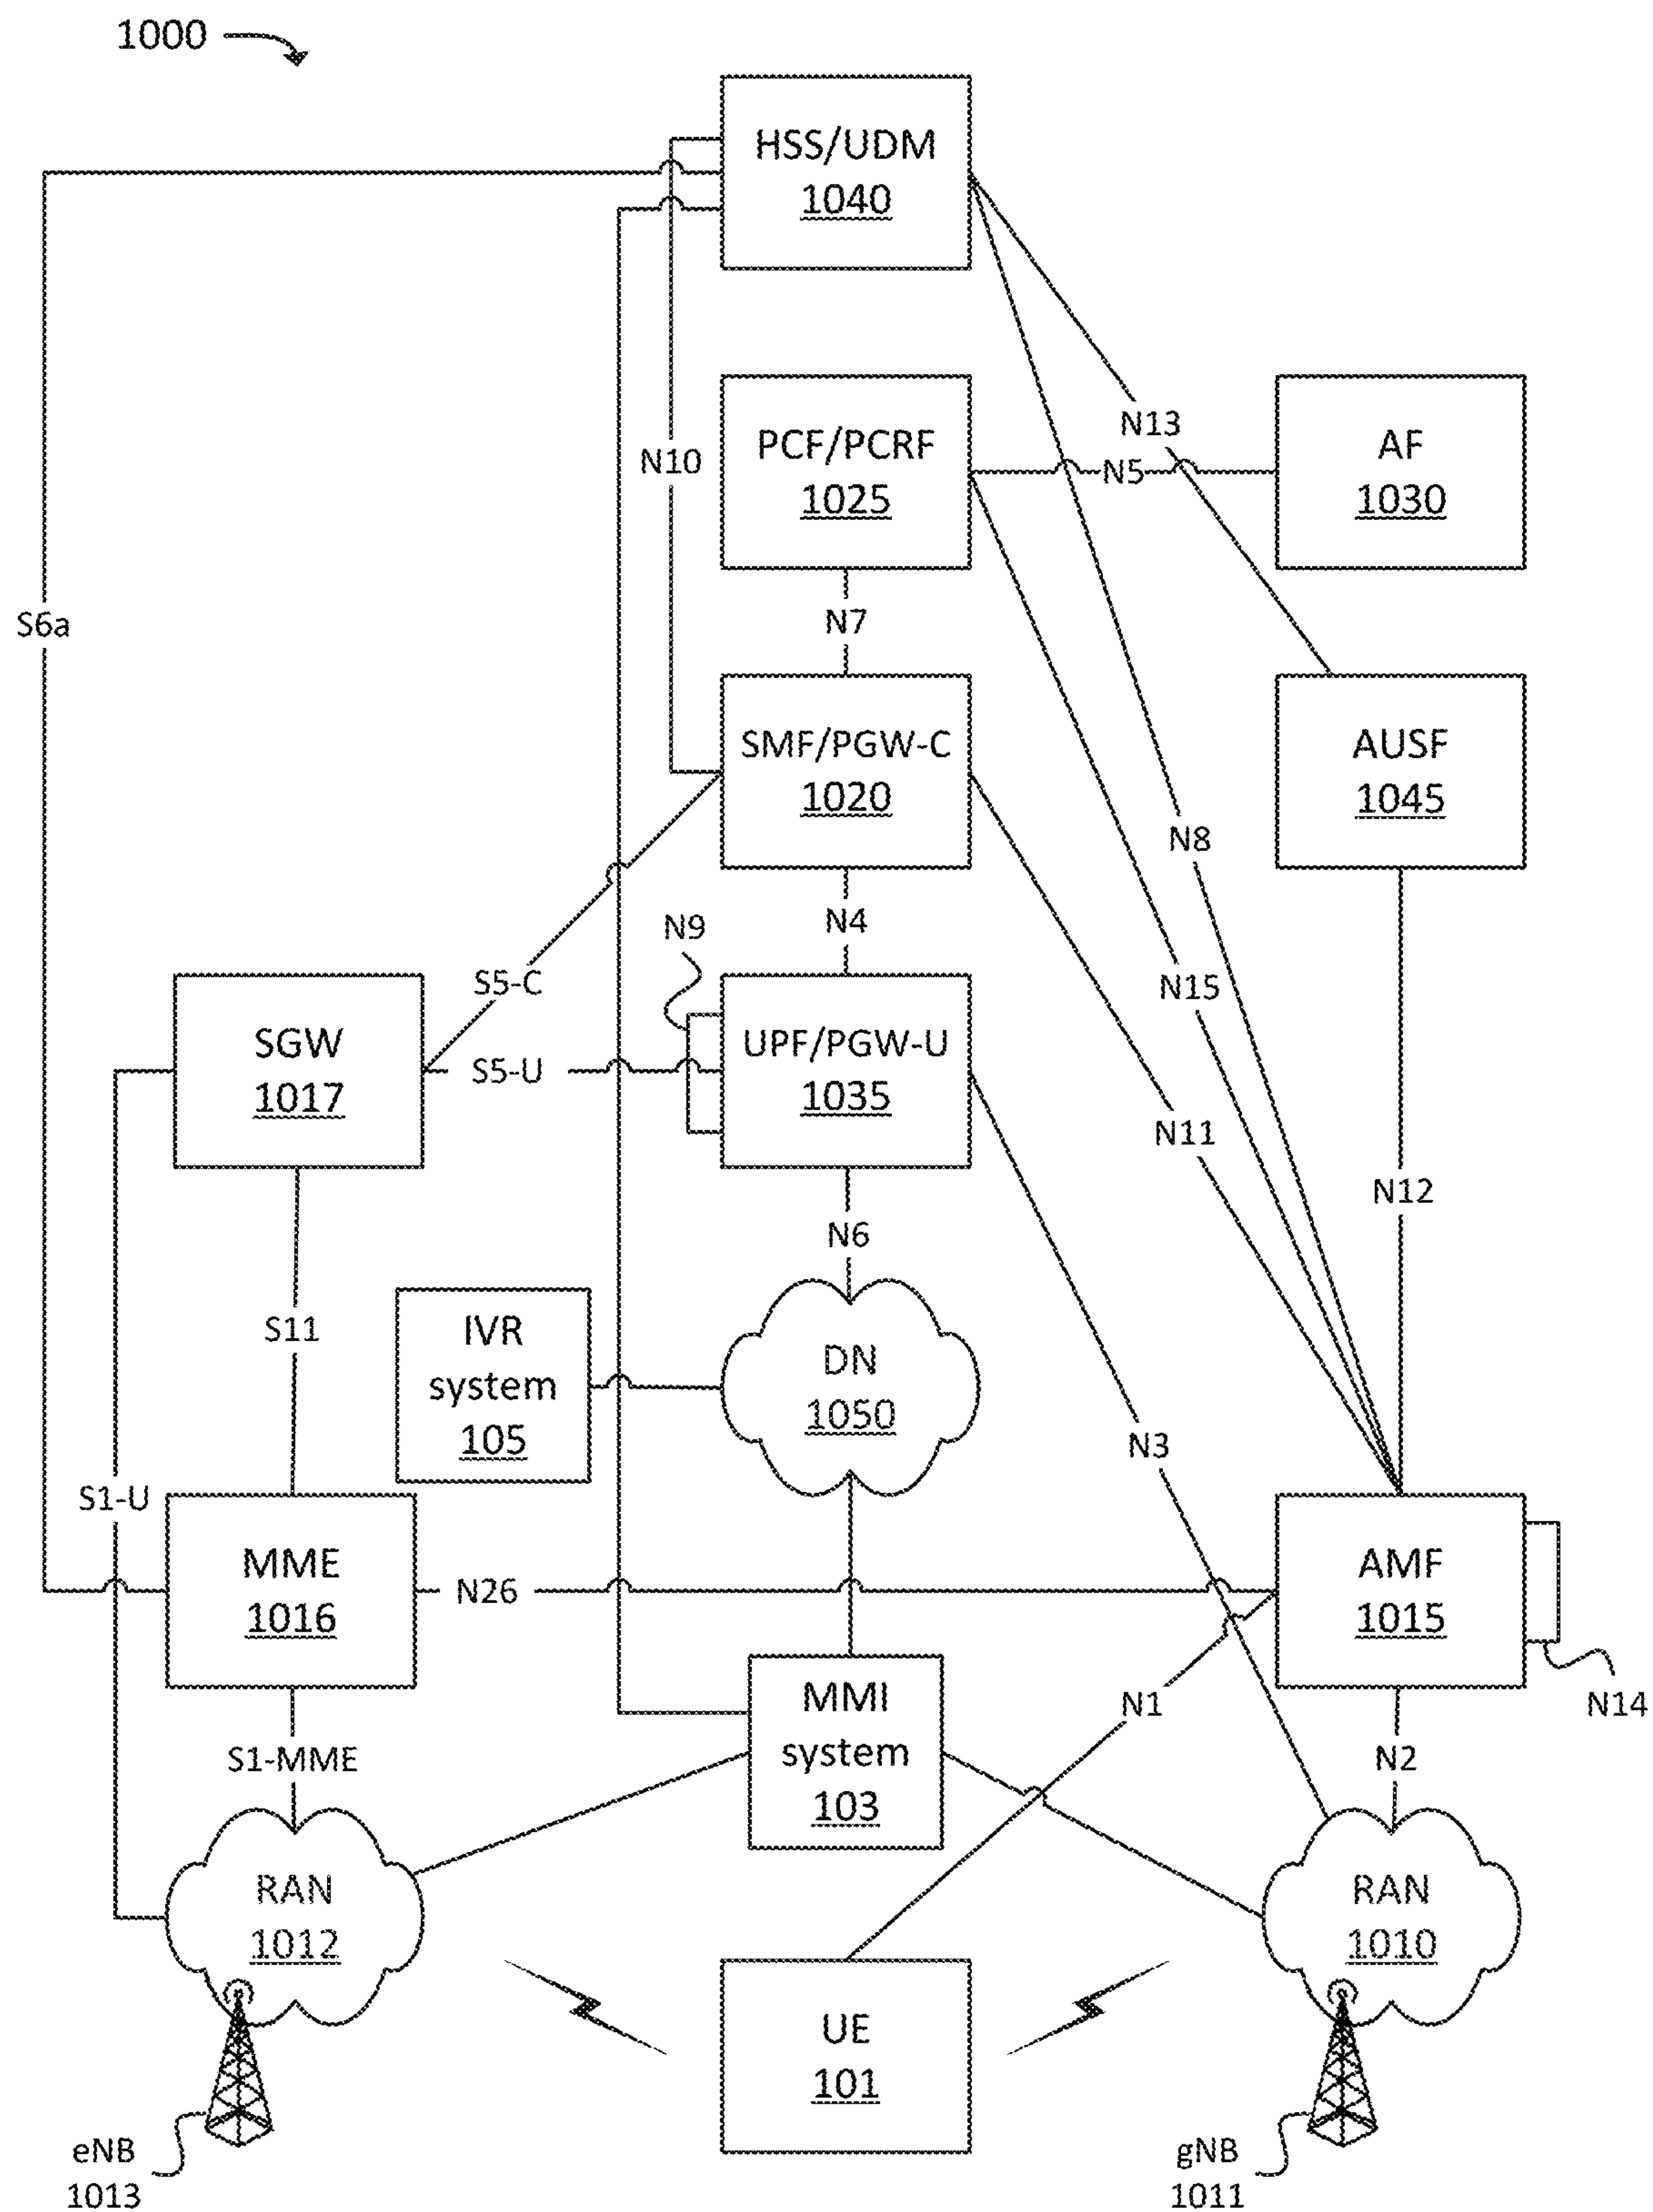 1000
HSS/UDM
1040
PCF/PCRF
1025
N13
N5
AF
1030
N10
S6a
N7
SMF/PGW-C
1020
AUSF
1045
N8
N9
N4
S5-C
N15
SGW
1017
S5-U
UPF/PGW-U
1035
N11
N12
N6
S11
IVR
system
105
DN
1050
N3
S1-U
MME
1016
N26
AMF
1015
N14
MMI
system
103
N1
N2
S1-MME
RAN
1012
RAN
1010
UE
101
eNB
1013
gNB
1011